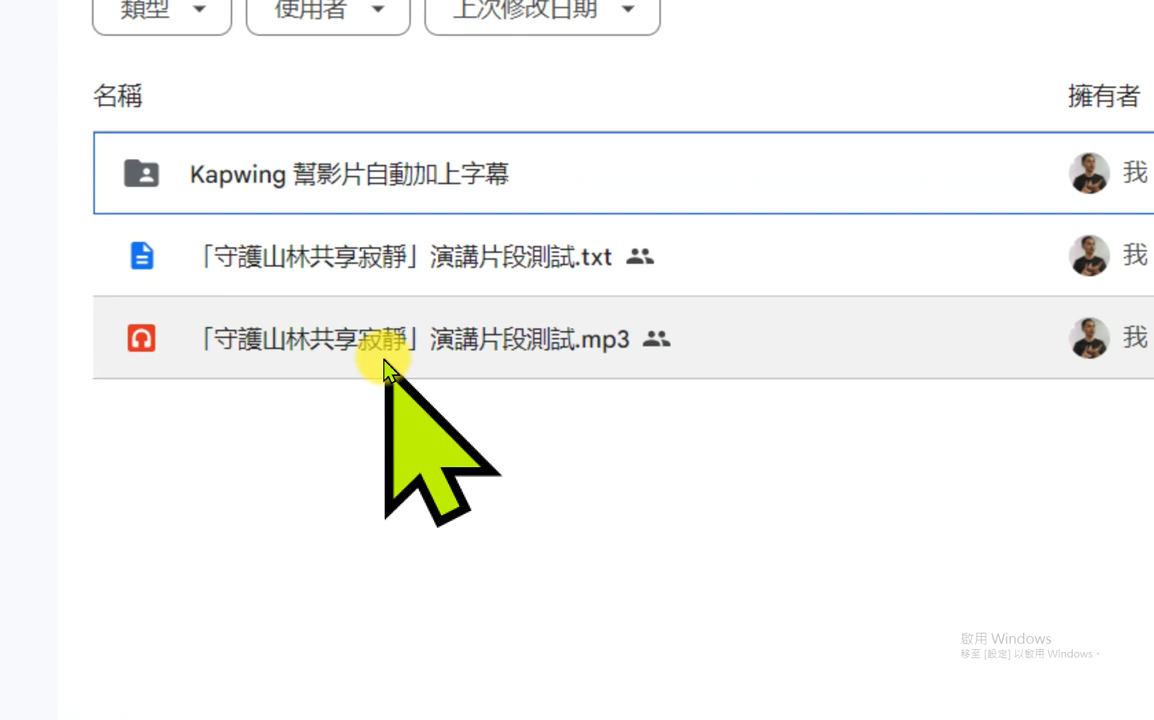 類型
使用者
上次修改日期
名稱
擁有者
Kapwing 幫影片自動加上字幕
我
「守護山林共享寂靜」演講片段測試.txt
我
「守護山林共享寂靜」演講片段測試.mp3
我
啟用 Windows
移至 [設定] 以啟用 Windows。